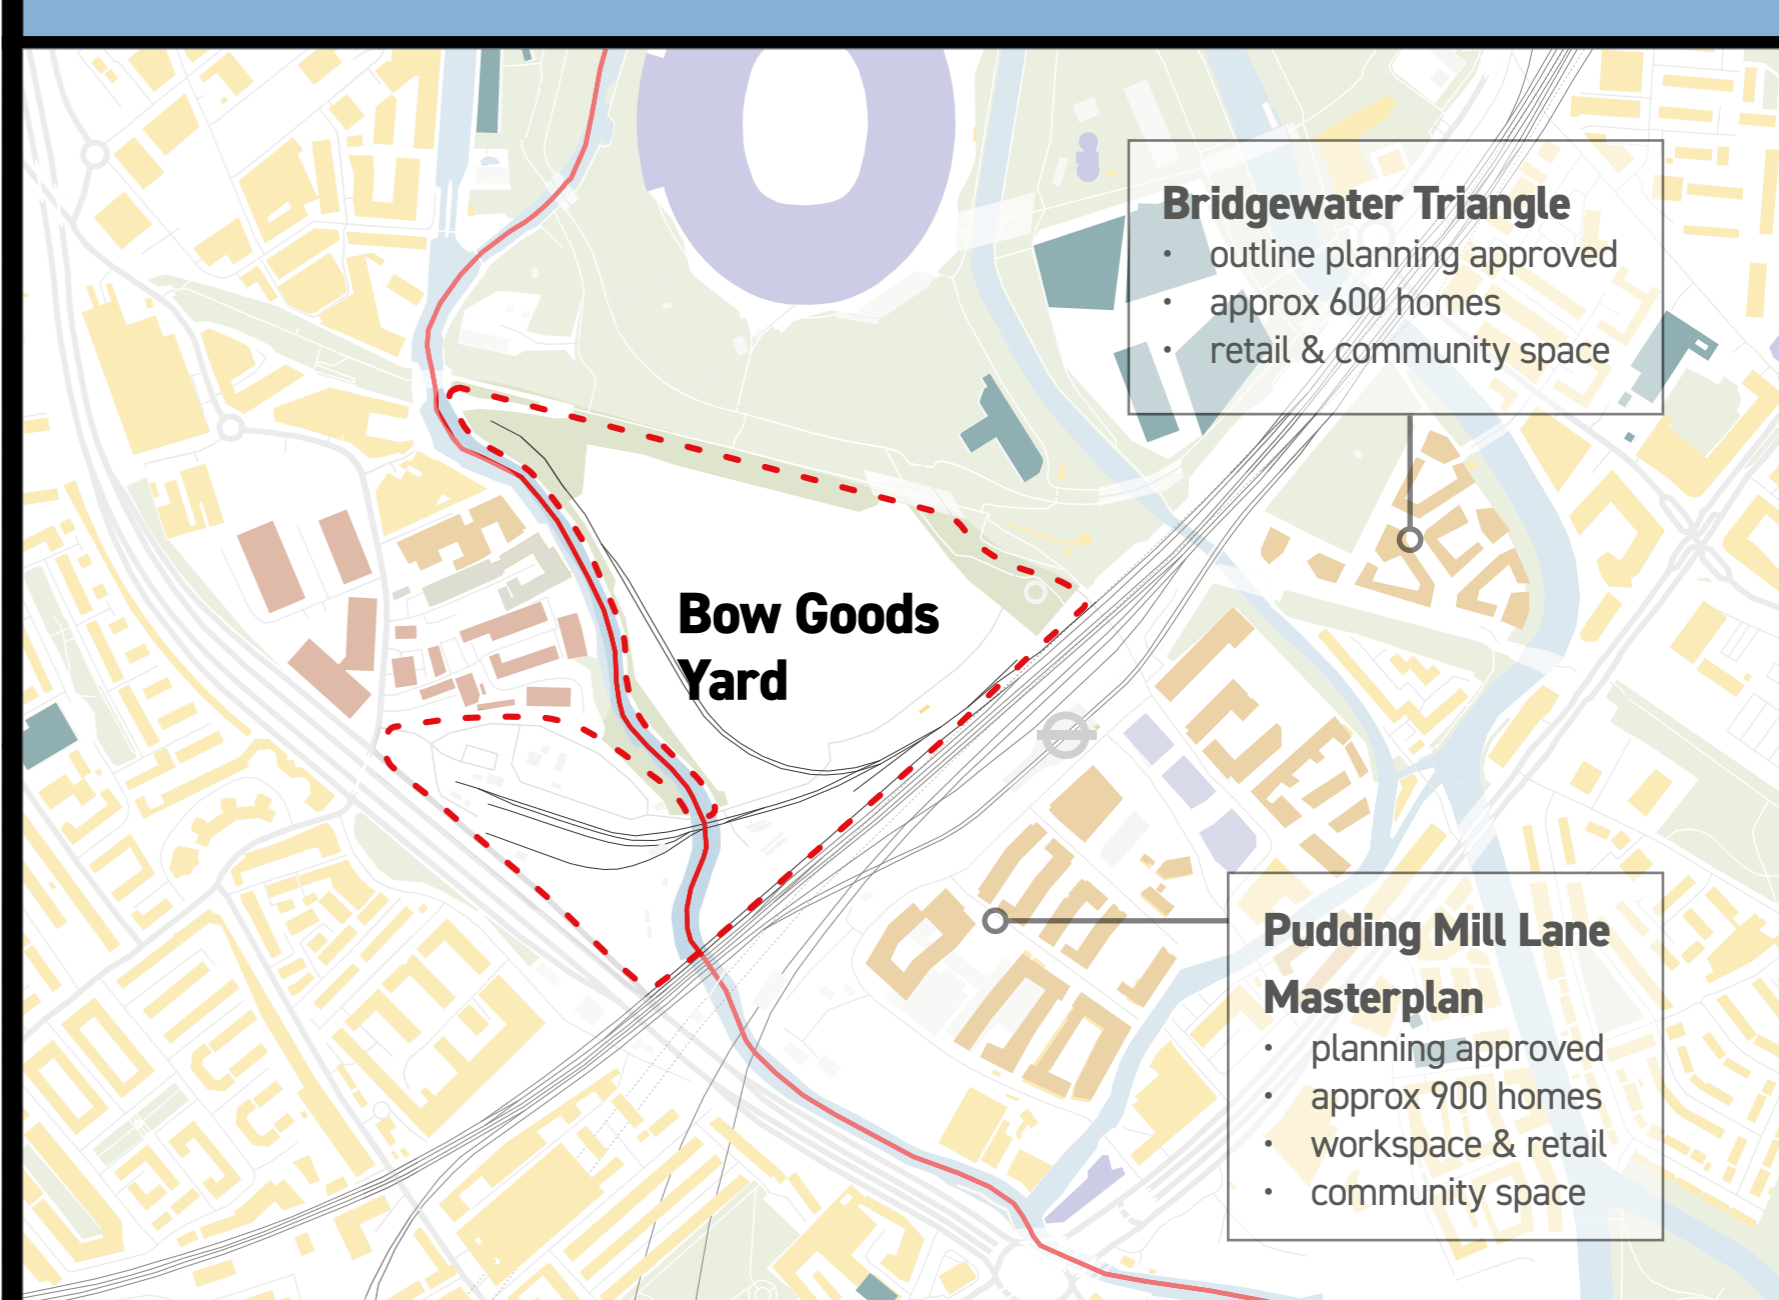 Bridgewater Triangle
• outline planning approved
• approx 600 homes
• retail & community space
Bow Goods
Yard
Pudding Mill Lane
Masterplan
• planning approved
• approx 900 homes
• workspace & retail
• community space